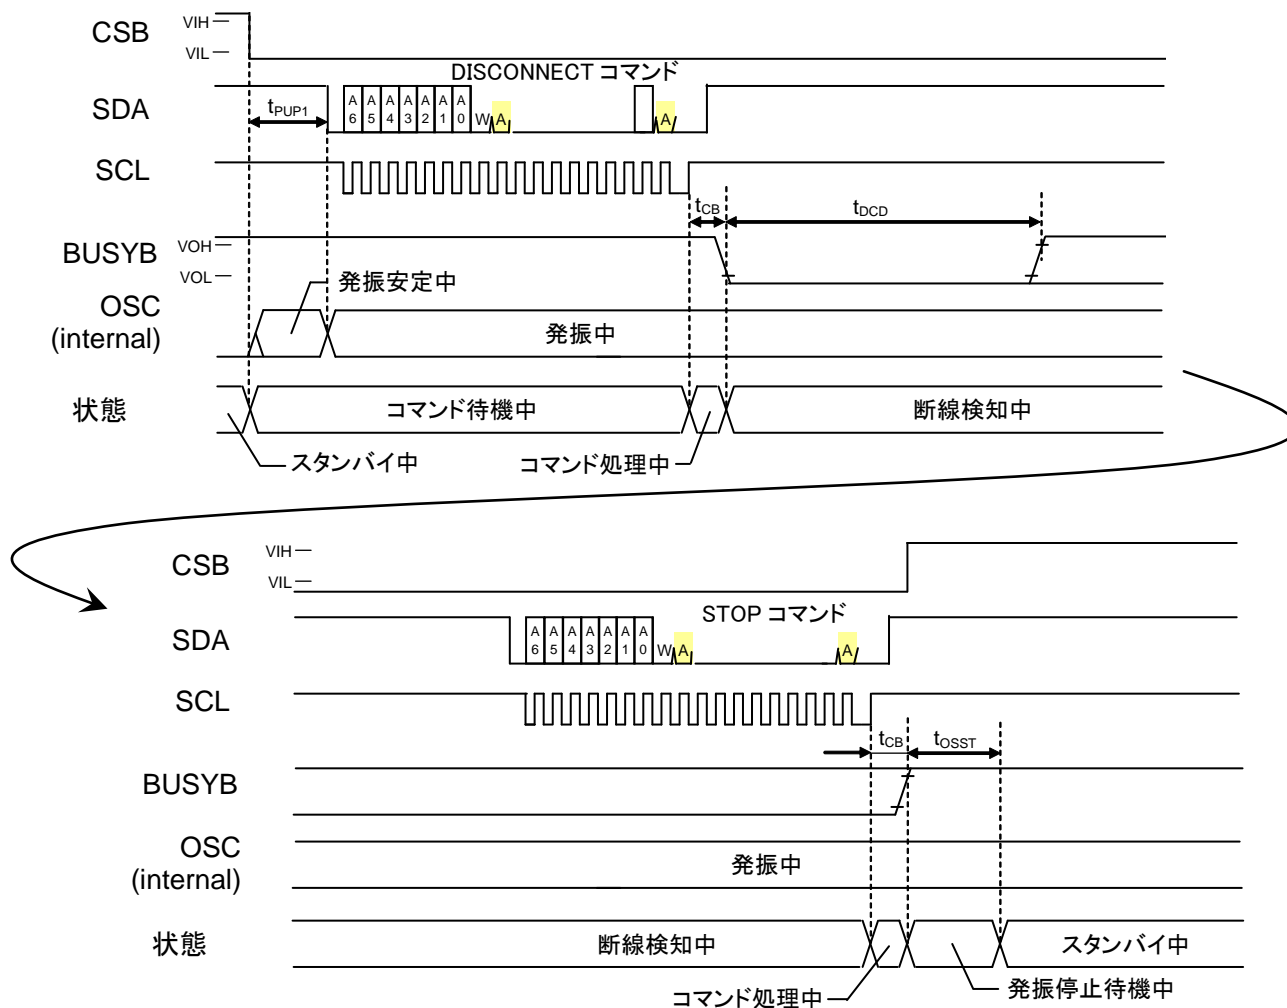 CSB
VIH
VIL
DISCONNECT コマンド
SDA
tPUP1
A6 A5 A4 A3 A2 A1 A0 W A A
SCL
tCB
tDCD
BUSYB
VOH
VOL
発振安定中
OSC
(internal)
発振中
状態
コマンド待機中
断線検知中
スタンバイ中
コマンド処理中
CSB
VIH
VIL
STOP コマンド
SDA
A6 A5 A4 A3 A2 A1 A0 W A A
SCL
tCB
tOSST
BUSYB
OSC
(internal)
発振中
状態
断線検知中
スタンバイ中
コマンド処理中
発振停止待機中